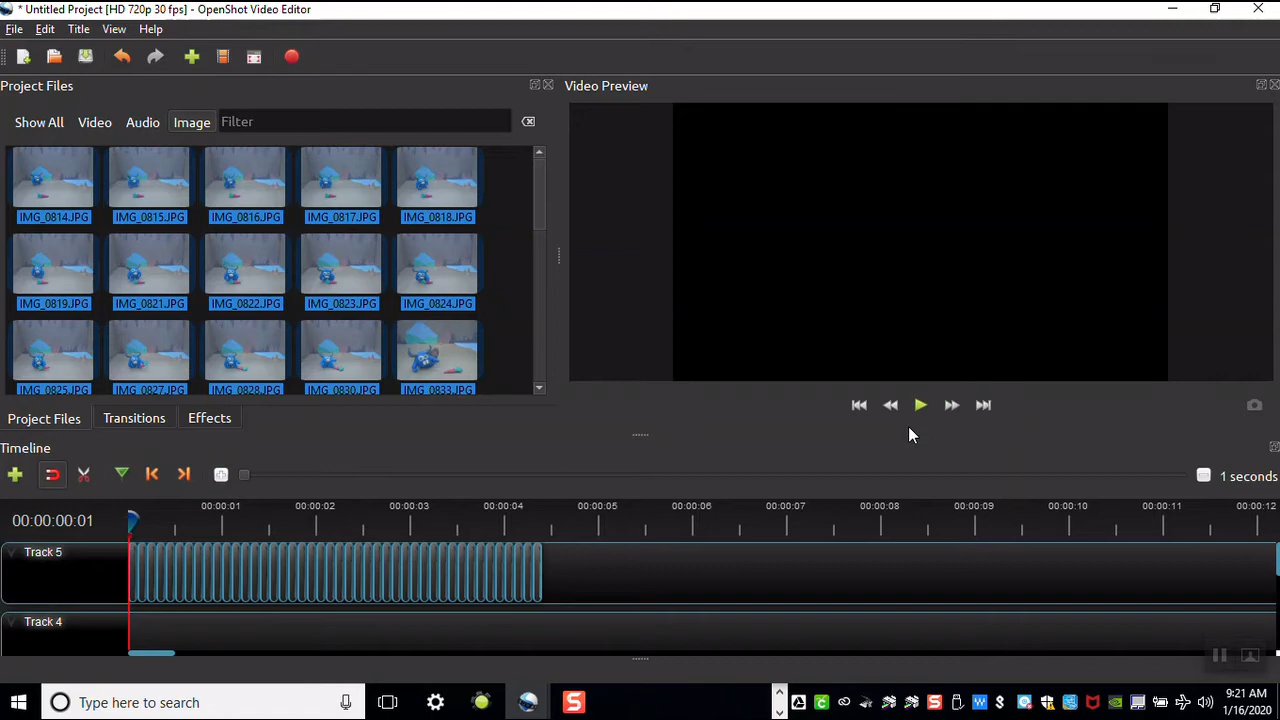 * Untitled Project [HD 720p 30 fps] - OpenShot Video Editor
File Edit Title View Help
Project Files
Video Preview
Show All Video Audio Image Filter
IMG_0814.JPG IMG_0815.JPG IMG_0816.JPG IMG_0817.JPG IMG_0818.JPG
IMG_0819.JPG IMG_0821.JPG IMG_0822.JPG IMG_0823.JPG IMG_0824.JPG
IMG_0825.JPG IMG_0827.JPG IMG_0828.JPG IMG_0830.JPG IMG_0833.JPG
Project Files Transitions Effects
Timeline
1 seconds
00:00:00:01
00:00:01 00:00:02 00:00:03 00:00:04 00:00:05 00:00:06 00:00:07 00:00:08 00:00:09 00:00:10 00:00:11 00:00:12
Track 5
Track 4
Type here to search
9:21 AM
1/16/2020